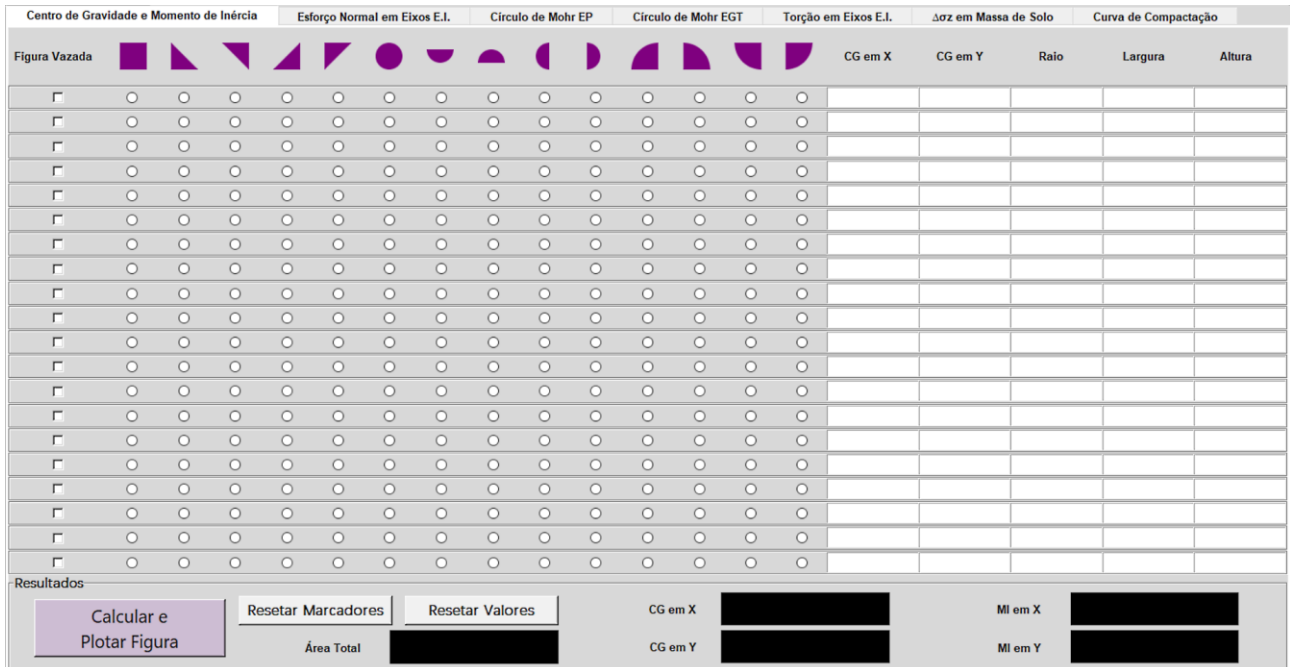 Centro de Gravidade e Momento de Inércia Esforço Normal em Eixos E.I. Círculo de Mohr EP Círculo de Mohr EGT Torção em Eixos E.I. Δσz em Massa de Solo Curva de Compactação
Figura Vazada CG em X CG em Y Raio Largura Altura
Resultados
Calcular e
Plotar Figura
Resetar Marcadores Resetar Valores CG em X MI em X
Área Total CG em Y MI em Y